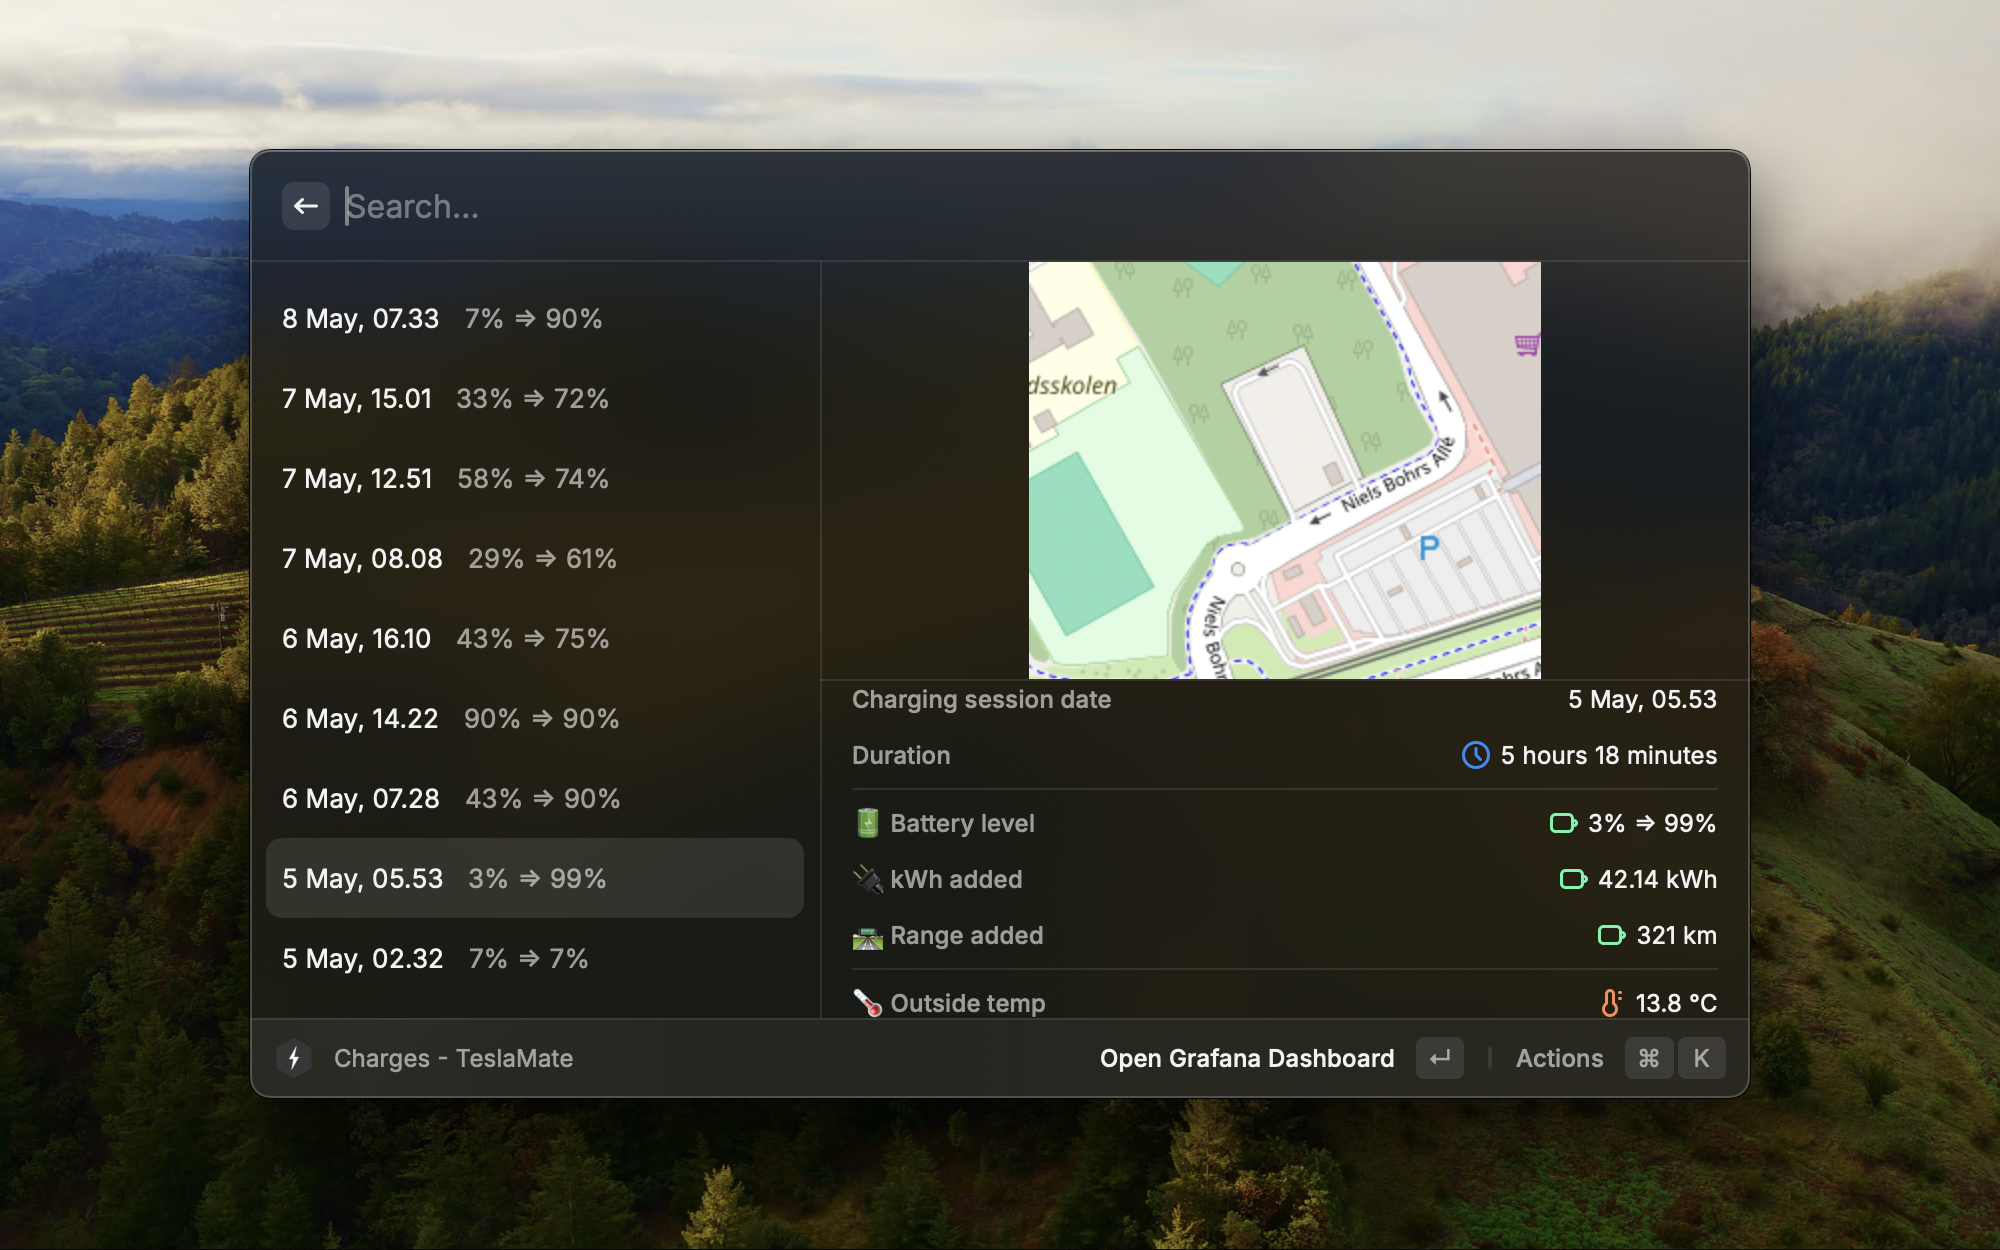 Search...
8 May, 07.33 7% ⇒ 90%
7 May, 15.01 33% ⇒ 72%
7 May, 12.51 58% ⇒ 74%
7 May, 08.08 29% ⇒ 61%
6 May, 16.10 43% ⇒ 75%
6 May, 14.22 90% ⇒ 90%
6 May, 07.28 43% ⇒ 90%
5 May, 05.53 3% ⇒ 99%
5 May, 02.32 7% ⇒ 7%
dsskolen
Niels Bohrs Allé
P
Niels Bohr
ohrs A
Charging session date 5 May, 05.53
Duration 5 hours 18 minutes
Battery level 3% ⇒ 99%
kWh added 42.14 kWh
Range added 321 km
Outside temp 13.8 °C
Charges - TeslaMate
Open Grafana Dashboard ↵ Actions ⌘ K